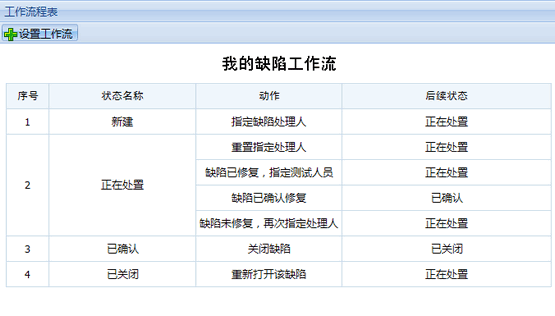 工作流程表
设置工作流
我的缺陷工作流
序号 状态名称 动作 后续状态
1 新建 指定缺陷处理人 正在处置
2 正在处置 重置指定处理人 正在处置
缺陷已修复，指定测试人员 正在处置
缺陷已确认修复 已确认
缺陷未修复，再次指定处理人 正在处置
3 已确认 关闭缺陷 已关闭
4 已关闭 重新打开该缺陷 正在处置